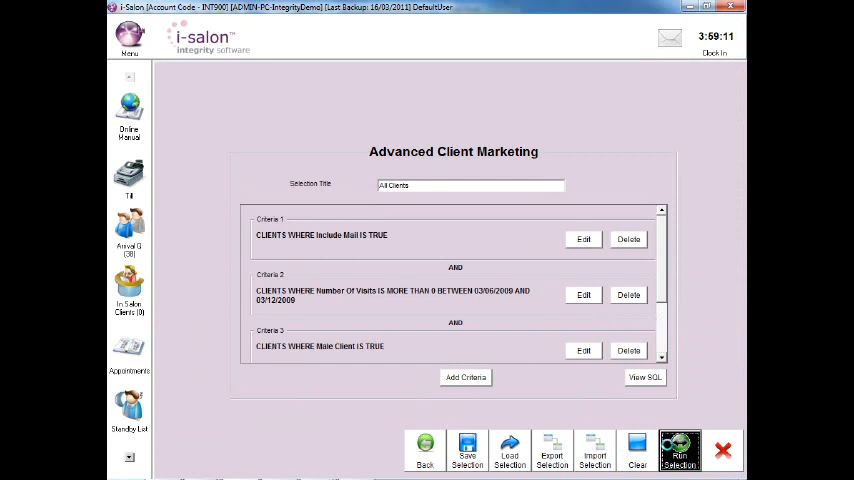 i-Salon [Account Code - INT900] [ADMIN-PC-IntegrityDemo] [Last Backup: 16/03/2011] DefaultUser
Menu
i-salon™
integrity software
3:59:11
Clock In
Online
Manual
Till
Arrival Q
(38)
In Salon
Clients (0)
Appointments
Standby List
Advanced Client Marketing
Selection Title
All Clients
Criteria 1
CLIENTS WHERE Include Mail IS TRUE
Edit
Delete
AND
Criteria 2
CLIENTS WHERE Number Of Visits IS MORE THAN 0 BETWEEN 03/06/2009 AND
03/12/2009
Edit
Delete
AND
Criteria 3
CLIENTS WHERE Male Client IS TRUE
Edit
Delete
Add Criteria
View SQL
Back
Save
Selection
Load
Selection
Export
Selection
Import
Selection
Clear
Run
Selection